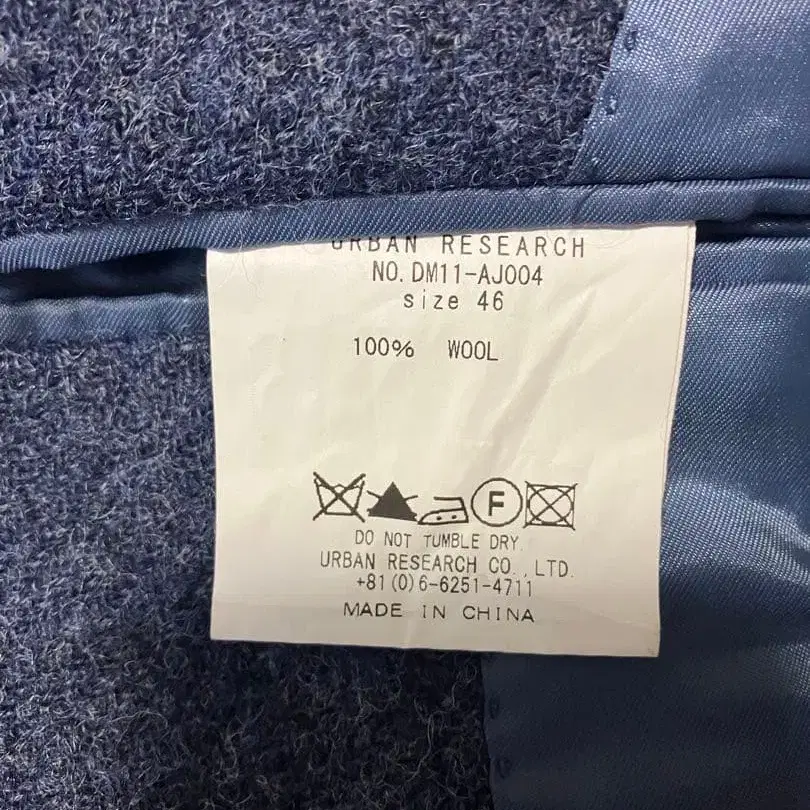 URBAN RESEARCH
NO. DM11-AJ004
size 46
100% WOOL
F
DO NOT TUMBLE DRY.
URBAN RESEARCH CO.,LTD.
+81(0)6-6251-4711
MADE IN CHINA